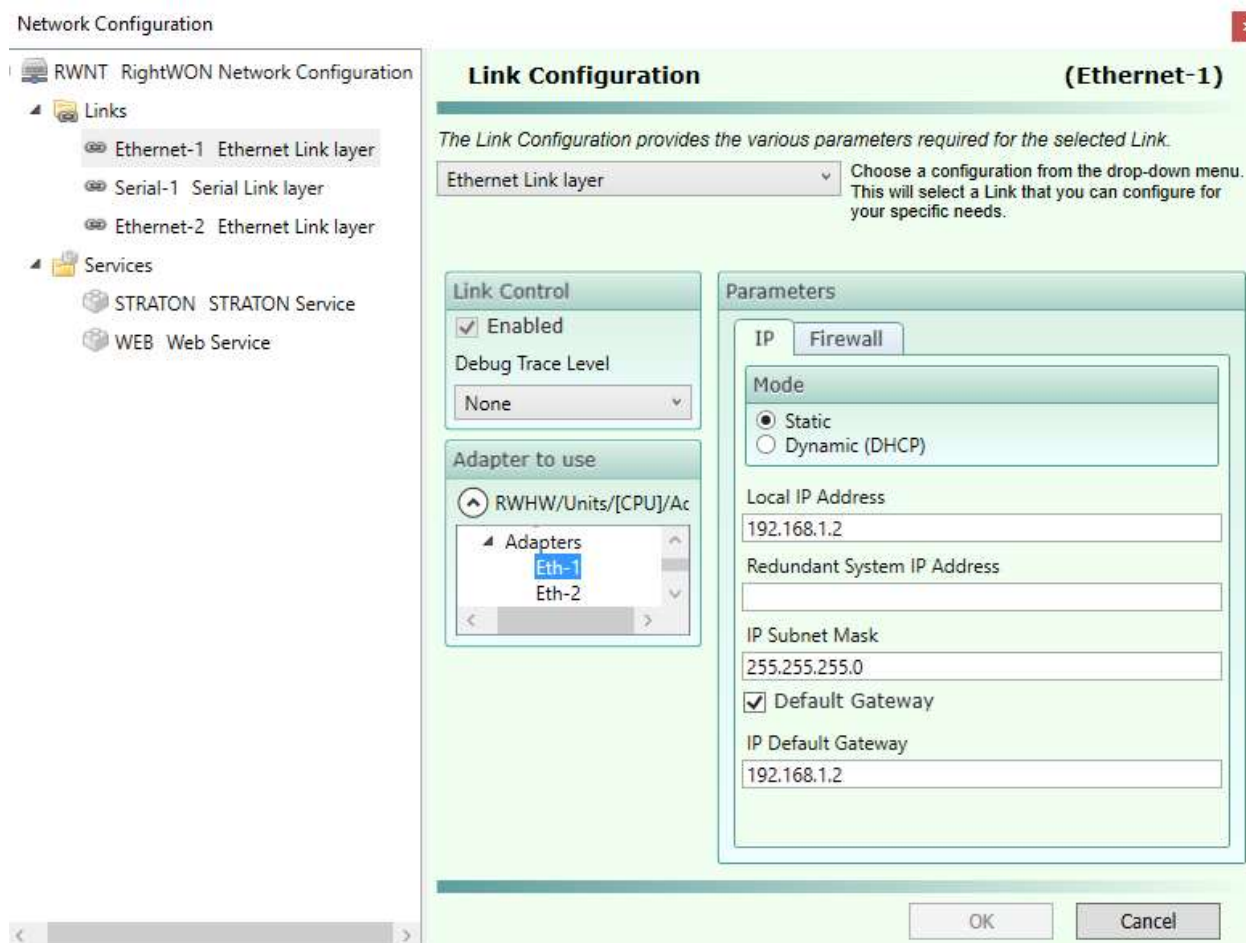 Network Configuration
RWNT RightWON Network Configuration
Links
Ethernet-1 Ethernet Link layer
Serial-1 Serial Link layer
Ethernet-2 Ethernet Link layer
Services
STRATON STRATON Service
WEB Web Service
Link Configuration (Ethernet-1)
The Link Configuration provides the various parameters required for the selected Link.
Ethernet Link layer
Choose a configuration from the drop-down menu.
This will select a Link that you can configure for
your specific needs.
Link Control
Enabled
Debug Trace Level
None
Adapter to use
RWHW/Units/[CPU]/Ac
Adapters
Eth-1
Eth-2
Parameters
IP Firewall
Mode
Static
Dynamic (DHCP)
Local IP Address
192.168.1.2
Redundant System IP Address
IP Subnet Mask
255.255.255.0
Default Gateway
IP Default Gateway
192.168.1.2
OK Cancel